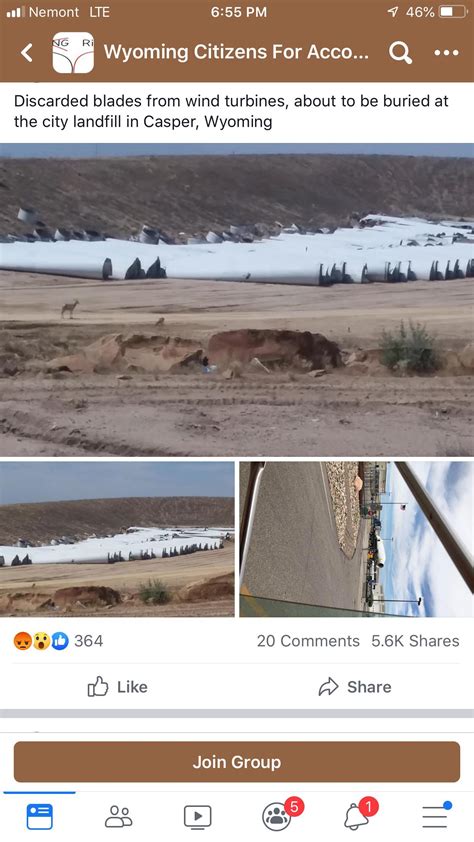 Nemont LTE 6:55 PM 46%
NG Ri
Wyoming Citizens For Acco...
Discarded blades from wind turbines, about to be buried at
the city landfill in Casper, Wyoming
364 20 Comments 5.6K Shares
Like Share
Join Group
5 1